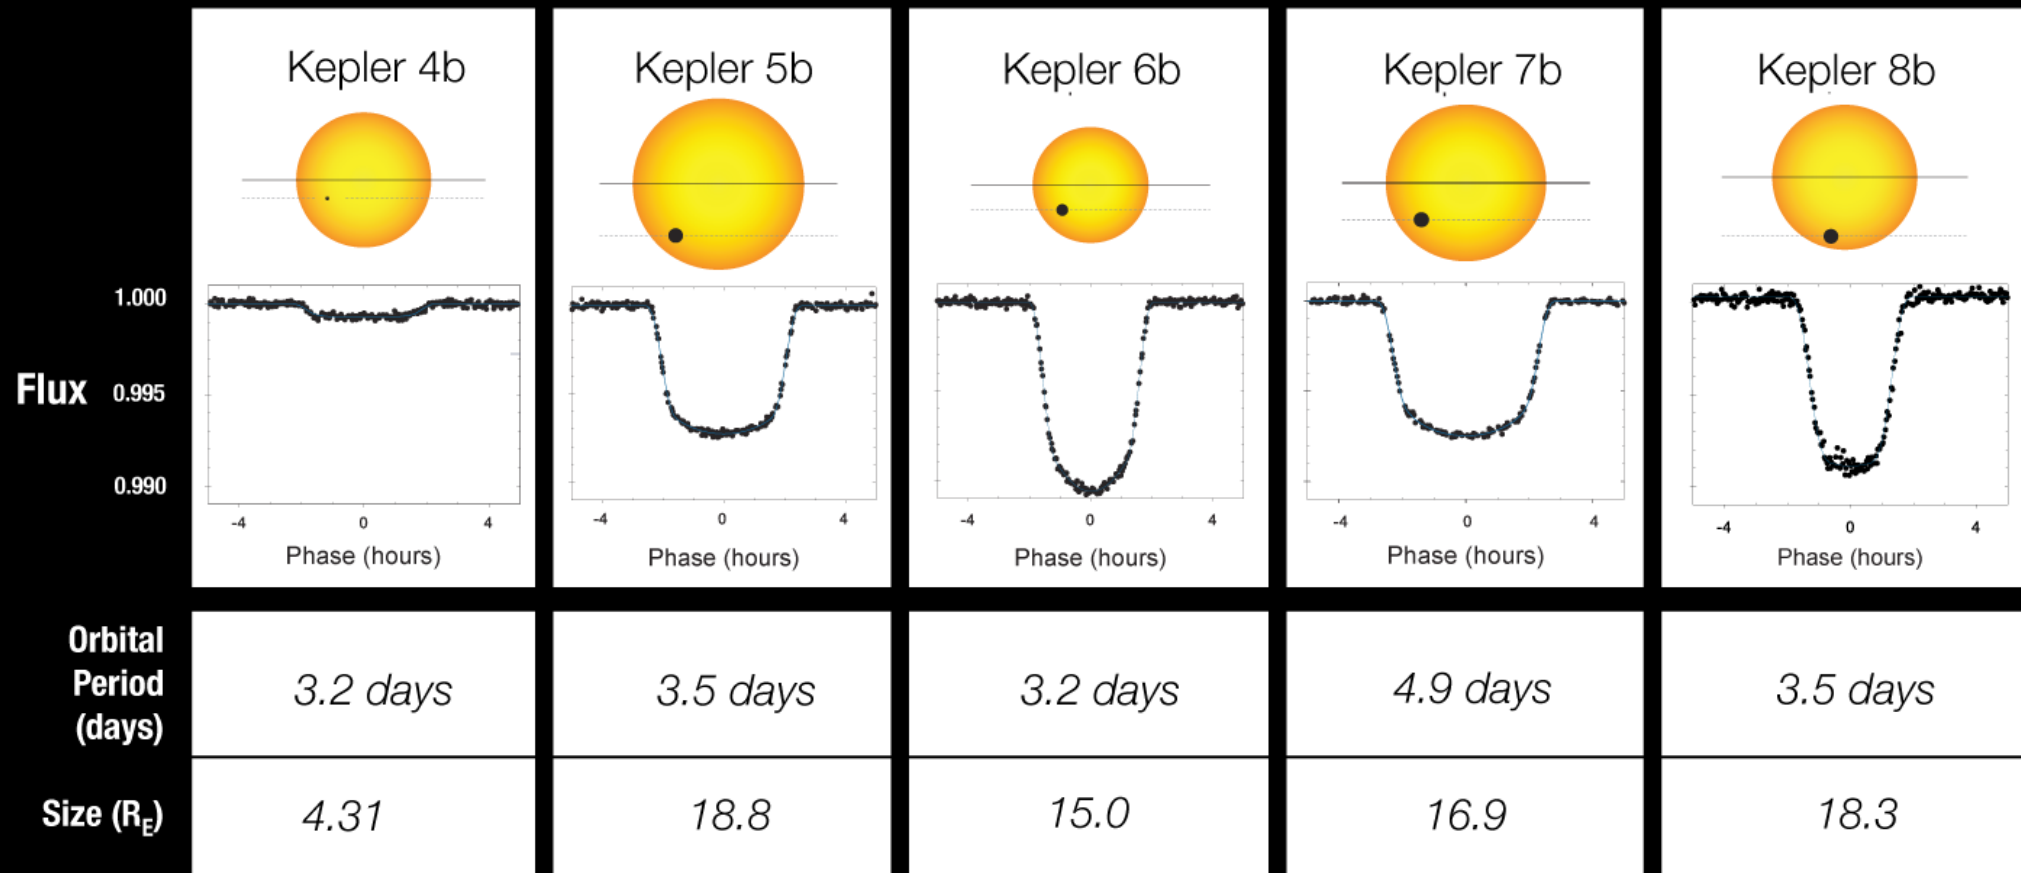 Kepler 4b
Kepler 5b
Kepler 6b
Kepler 7b
Kepler 8b
Flux
1.000
0.995
0.990
-4 0 4
Phase (hours)
-4 0 4
Phase (hours)
-4 0 4
Phase (hours)
-4 0 4
Phase (hours)
-4 0 4
Phase (hours)
Orbital
Period
(days)
3.2 days
3.5 days
3.2 days
4.9 days
3.5 days
Size (RE)
4.31
18.8
15.0
16.9
18.3